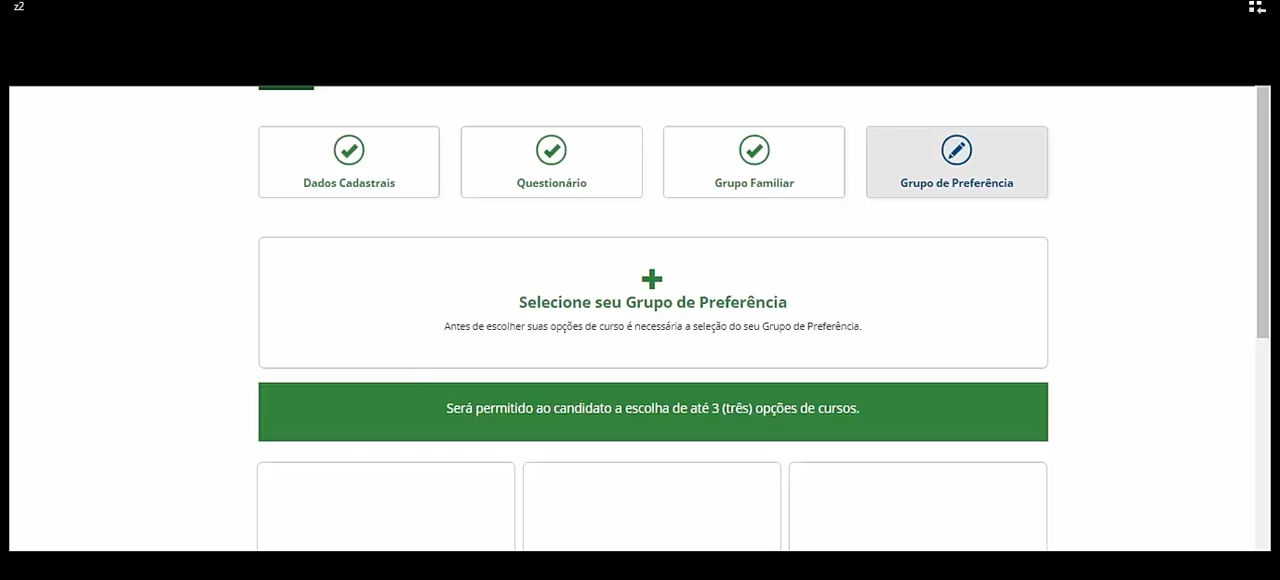 z2
Dados Cadastrais
Questionário
Grupo Familiar
Grupo de Preferência
Selecione seu Grupo de Preferência
Antes de escolher suas opções de curso é necessária a seleção do seu Grupo de Preferência.
Será permitido ao candidato a escolha de até 3 (três) opções de cursos.